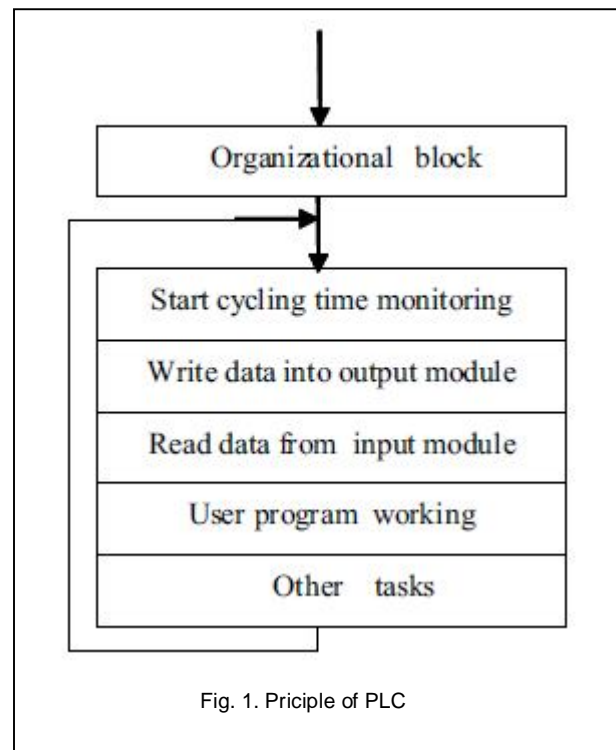 Organizational block
Start cycling time monitoring
Write data into output module
Read data from input module
User program working
Other tasks
Fig. 1. Priciple of PLC